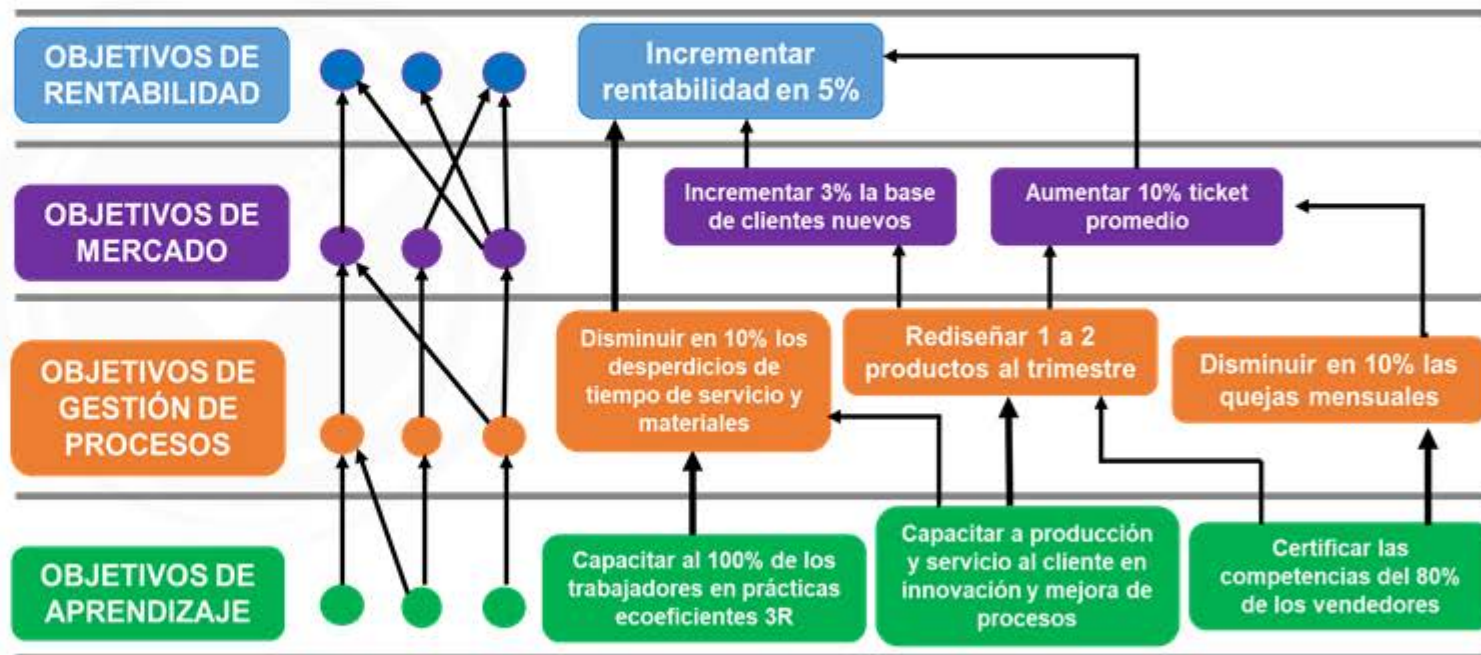 OBJETIVOS DE
RENTABILIDAD
Incrementar
rentabilidad en 5%
OBJETIVOS DE
MERCADO
Incrementar 3% la base
de clientes nuevos
Aumentar 10% ticket
promedio
OBJETIVOS DE
GESTIÓN DE
PROCESOS
Disminuir en 10% los
desperdicios de
tiempo de servicio y
materiales
Rediseñar 1 a 2
productos al trimestre
Disminuir en 10% las
quejas mensuales
OBJETIVOS DE
APRENDIZAJE
Capacitar al 100% de los
trabajadores en prácticas
ecoeficientes 3R
Capacitar a producción
y servicio al cliente en
innovación y mejora de
procesos
Certificar las
competencias del 80%
de los vendedores